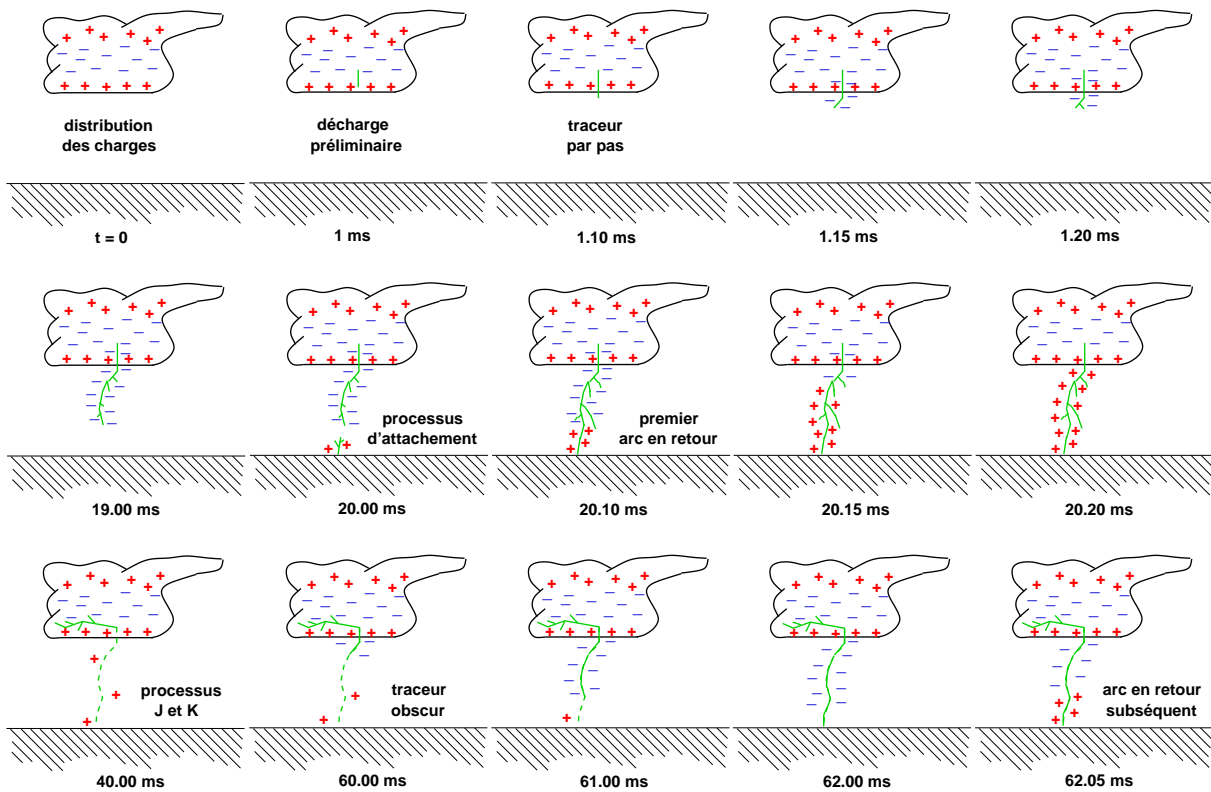 distribution
des charges
décharge
préliminaire
traceur
par pas
t = 0
1 ms
1.10 ms
1.15 ms
1.20 ms
processus
d'attachement
premier
arc en retour
19.00 ms
20.00 ms
20.10 ms
20.15 ms
20.20 ms
processus
J et K
traceur
obscur
arc en retour
subséquent
40.00 ms
60.00 ms
61.00 ms
62.00 ms
62.05 ms